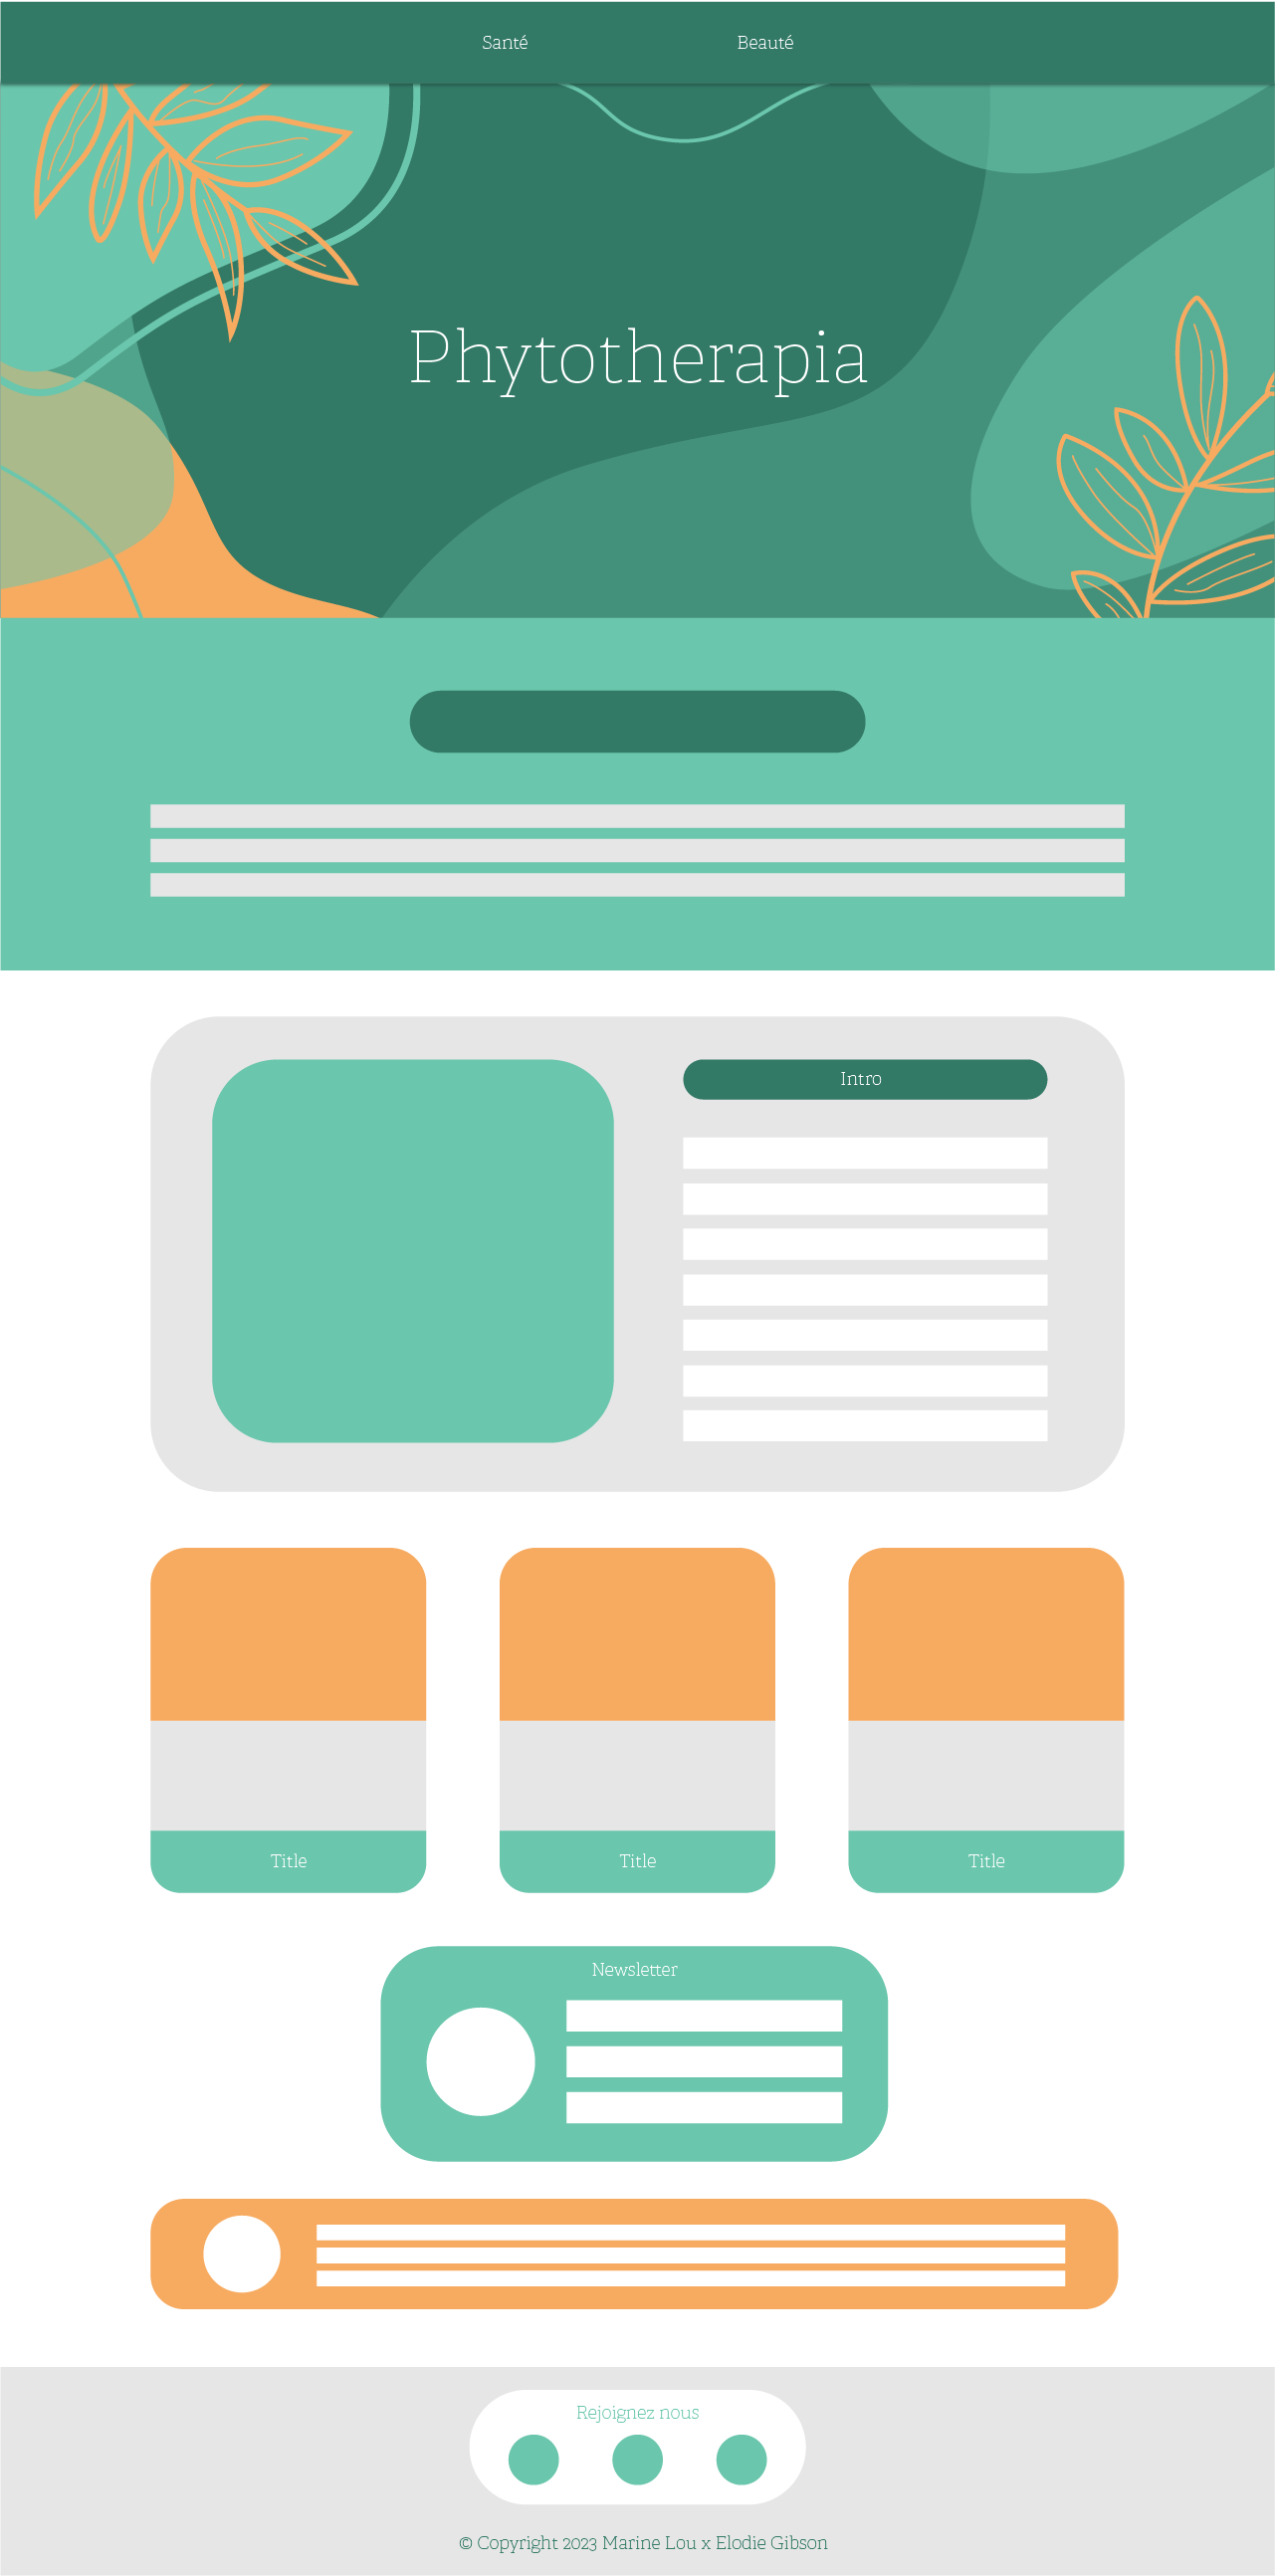 Santé
Beauté
Phytotherapia
Intro
Title
Title
Title
Newsletter
Rejoignez nous
© Copyright 2023 Marine Lou x Elodie Gibson